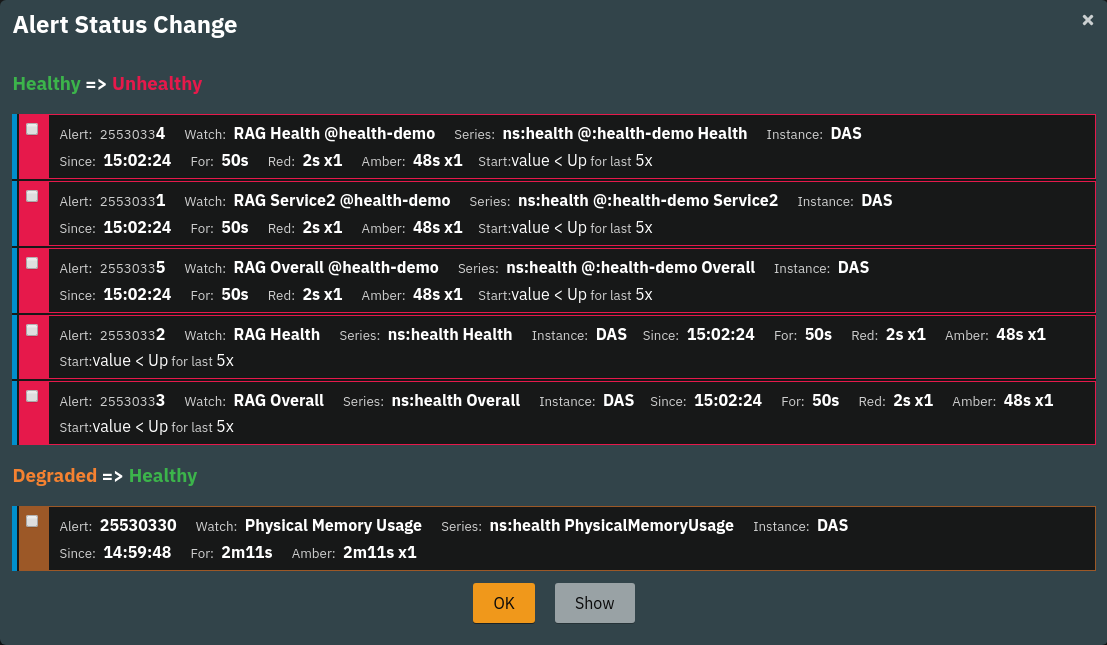 Alert Status Change ×
Healthy => Unhealthy
Alert: 25530334 Watch: RAG Health @health-demo Series: ns:health @:health-demo Health Instance: DAS
Since: 15:02:24 For: 50s Red: 2s x1 Amber: 48s x1 Start:value < Up for last 5x
Alert: 25530331 Watch: RAG Service2 @health-demo Series: ns:health @:health-demo Service2 Instance: DAS
Since: 15:02:24 For: 50s Red: 2s x1 Amber: 48s x1 Start:value < Up for last 5x
Alert: 25530335 Watch: RAG Overall @health-demo Series: ns:health @:health-demo Overall Instance: DAS
Since: 15:02:24 For: 50s Red: 2s x1 Amber: 48s x1 Start:value < Up for last 5x
Alert: 25530332 Watch: RAG Health Series: ns:health Health Instance: DAS Since: 15:02:24 For: 50s Red: 2s x1 Amber: 48s x1
Start:value < Up for last 5x
Alert: 25530333 Watch: RAG Overall Series: ns:health Overall Instance: DAS Since: 15:02:24 For: 50s Red: 2s x1 Amber: 48s x1
Start:value < Up for last 5x
Degraded => Healthy
Alert: 25530330 Watch: Physical Memory Usage Series: ns:health PhysicalMemoryUsage Instance: DAS
Since: 14:59:48 For: 2m11s Amber: 2m11s x1
OK Show